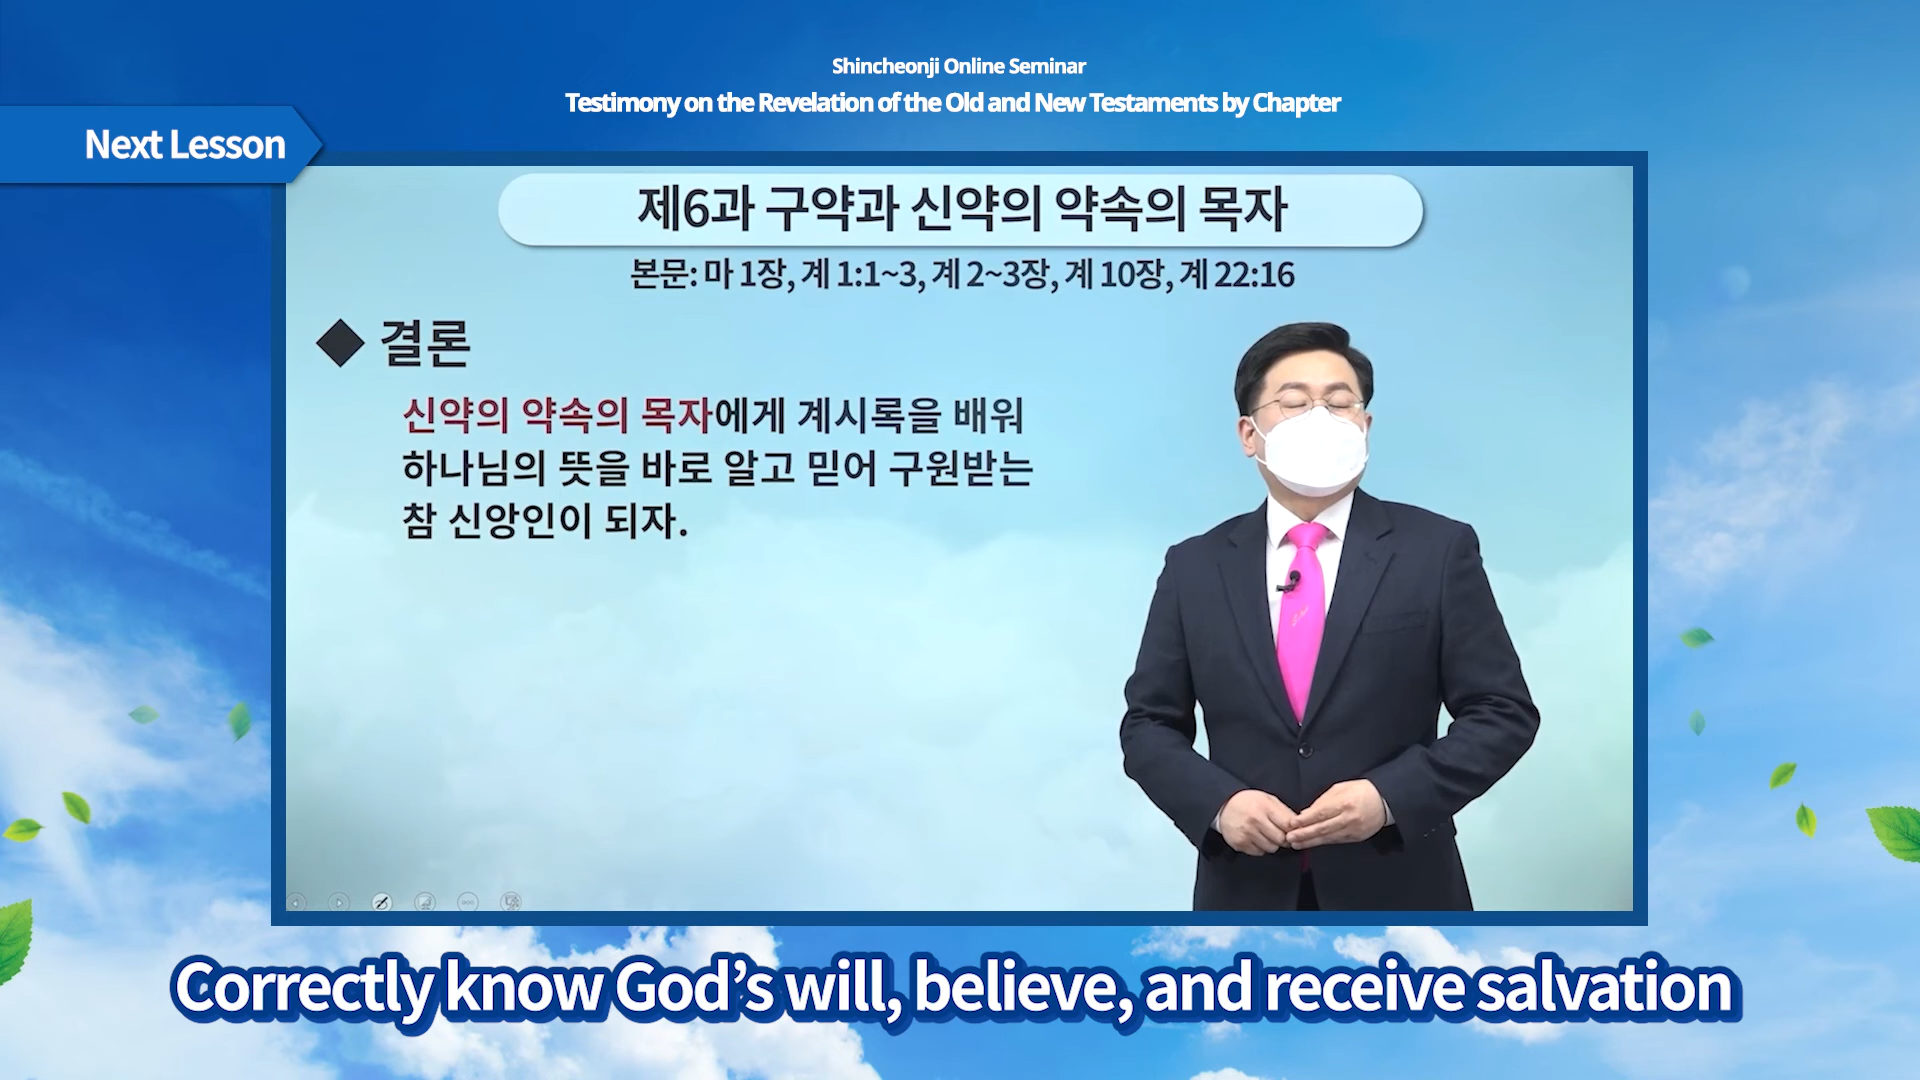 Shincheonji Online Seminar
Testimony on the Revelation of the Old and New Testaments by Chapter
Next Lesson
제6과 구약과 신약의 약속의 목자
본문: 마 1장, 계 1:1~3, 계 2~3장, 계 10장, 계 22:16
◆ 결론
신약의 약속의 목자에게 계시록을 배워
하나님의 뜻을 바로 알고 믿어 구원받는
참 신앙인이 되자.
Correctly know God’s will, believe, and receive salvation